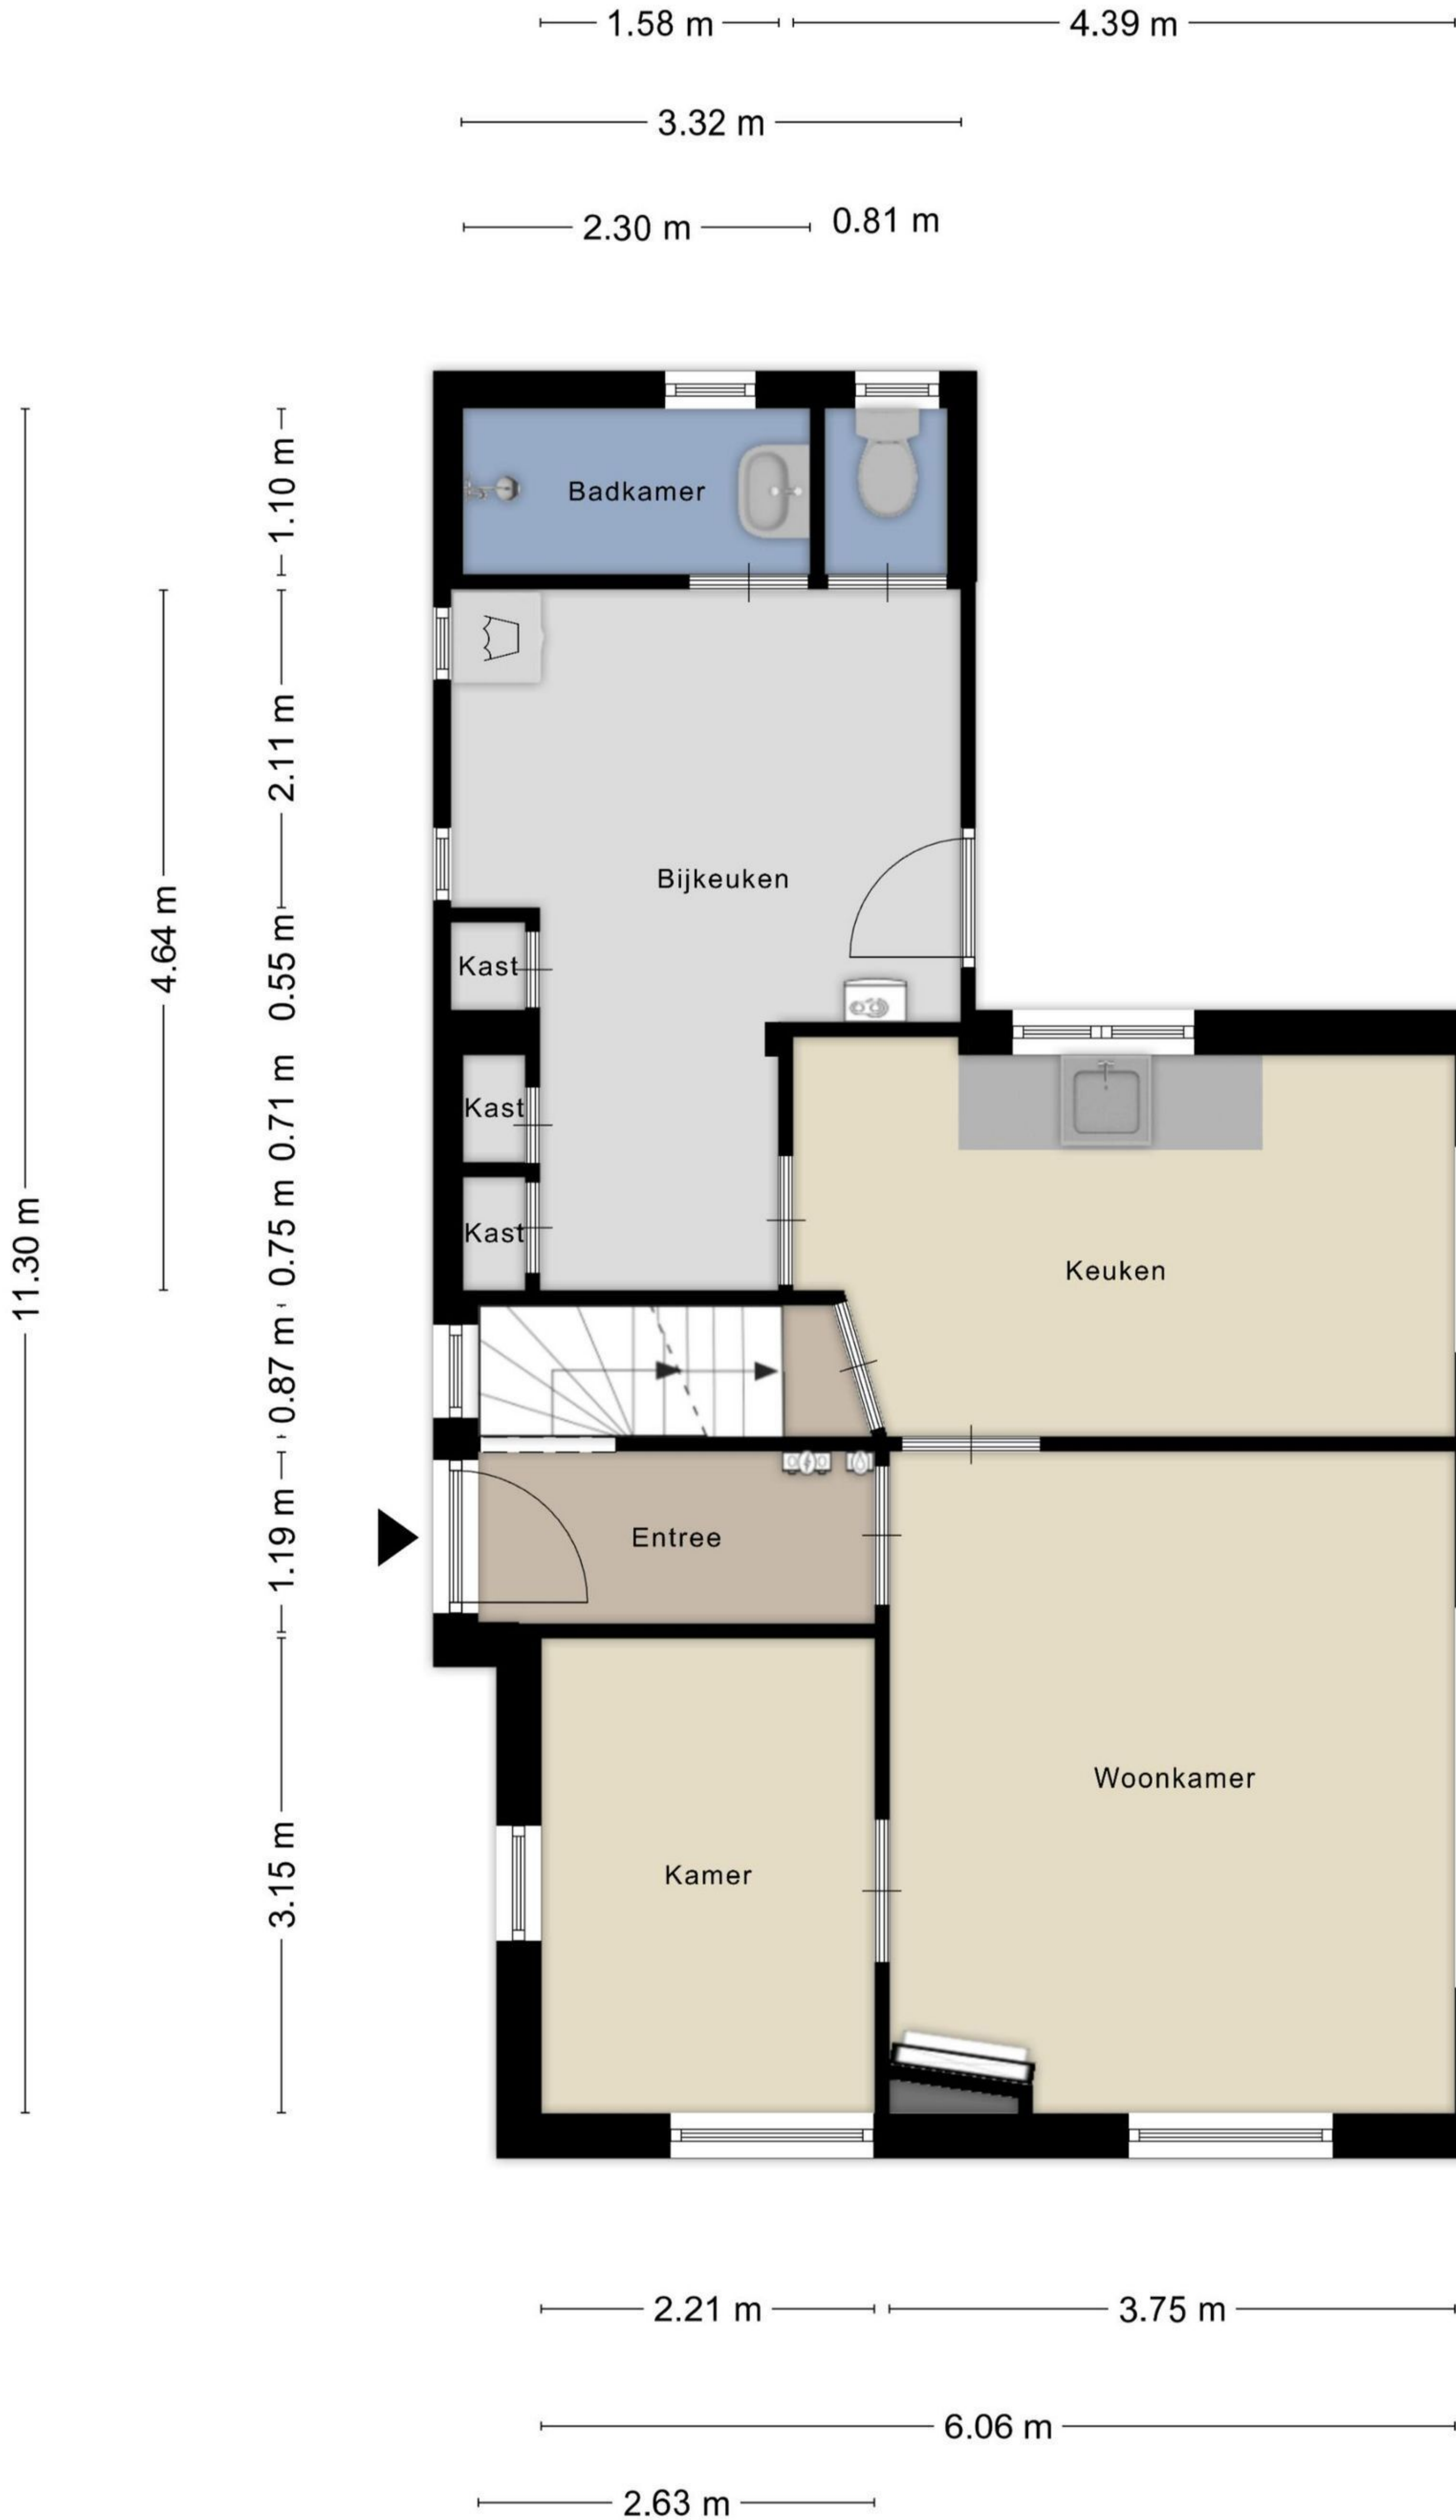 1.58 m
4.39 m
3.32 m
2.30 m
0.81 m
Badkamer
1.10 m
2.11 m
Bijkeuken
4.64 m
0.55 m
Kast
0.71 m
Kast
0.75 m
Kast
11.30 m
Keuken
0.87 m
1.19 m
Entree
Woonkamer
3.15 m
Kamer
2.21 m
3.75 m
6.06 m
2.63 m